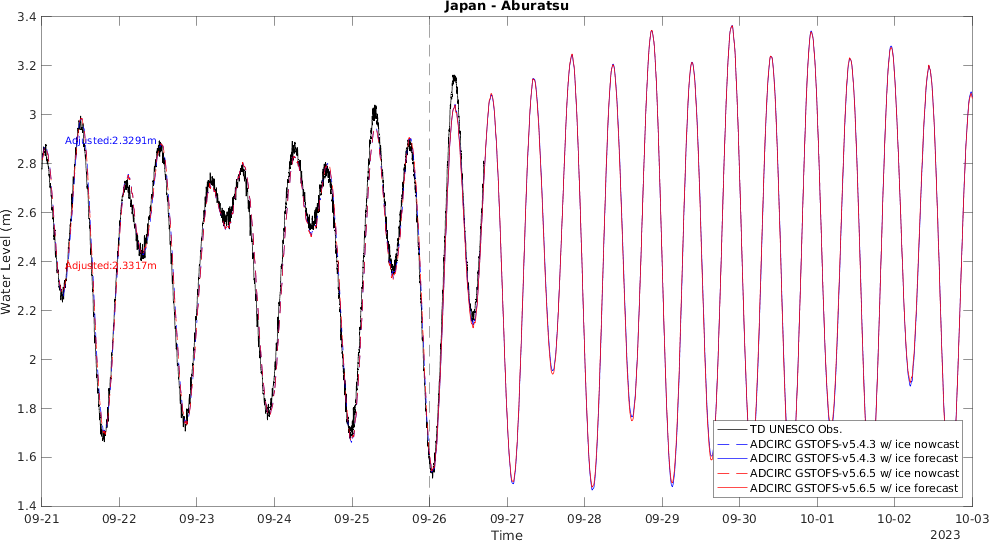 Japan - Aburatsu
3.4
3.2
3
2.8
2.6
2.4
2.2
2
1.8
1.6
1.4
Water Level (m)
Adjusted:2.3291m
Adjusted:2.3317m
TD UNESCO Obs.
ADCIRC GSTOFS-v5.4.3 w/ ice nowcast
ADCIRC GSTOFS-v5.4.3 w/ ice forecast
ADCIRC GSTOFS-v5.6.5 w/ ice nowcast
ADCIRC GSTOFS-v5.6.5 w/ ice forecast
09-21 09-22 09-23 09-24 09-25 09-26 09-27 09-28 09-29 09-30 10-01 10-02 10-03
Time
2023